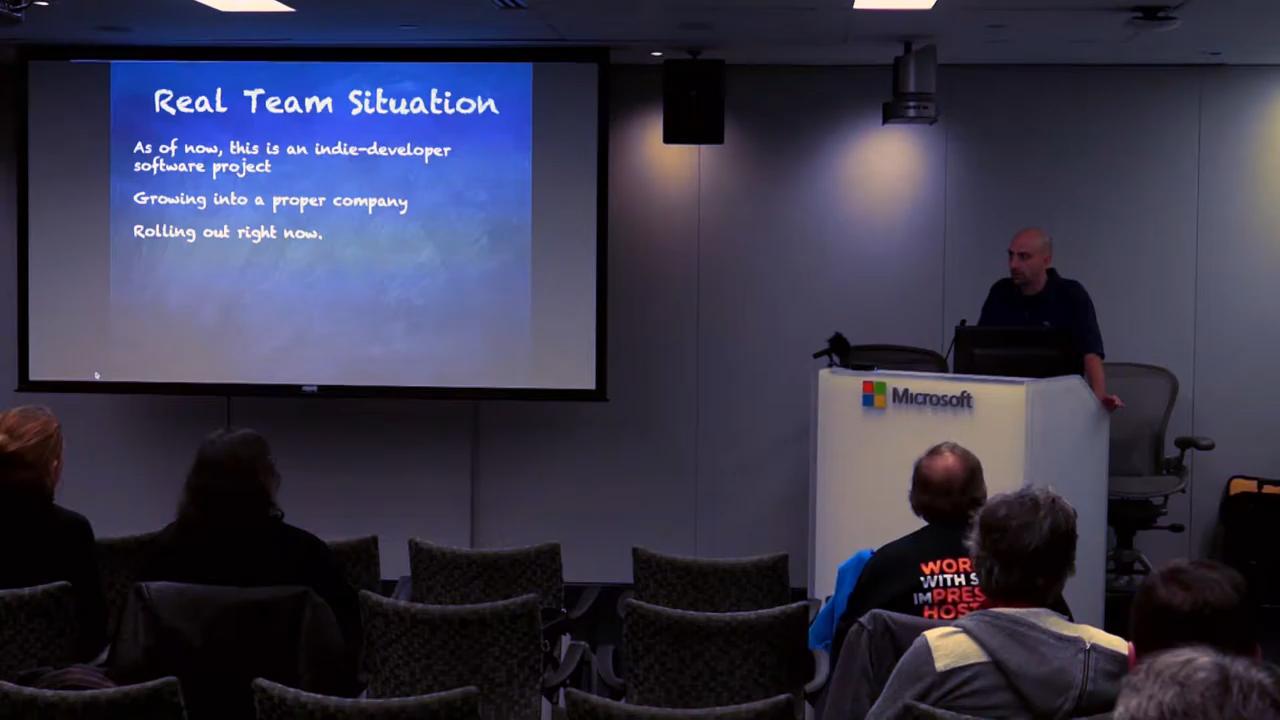 Real Team Situation
As of now, this is an indie-developer
software project
Growing into a proper company
Rolling out right now.
Microsoft
WOR
WITH S
IMPRES
HOST